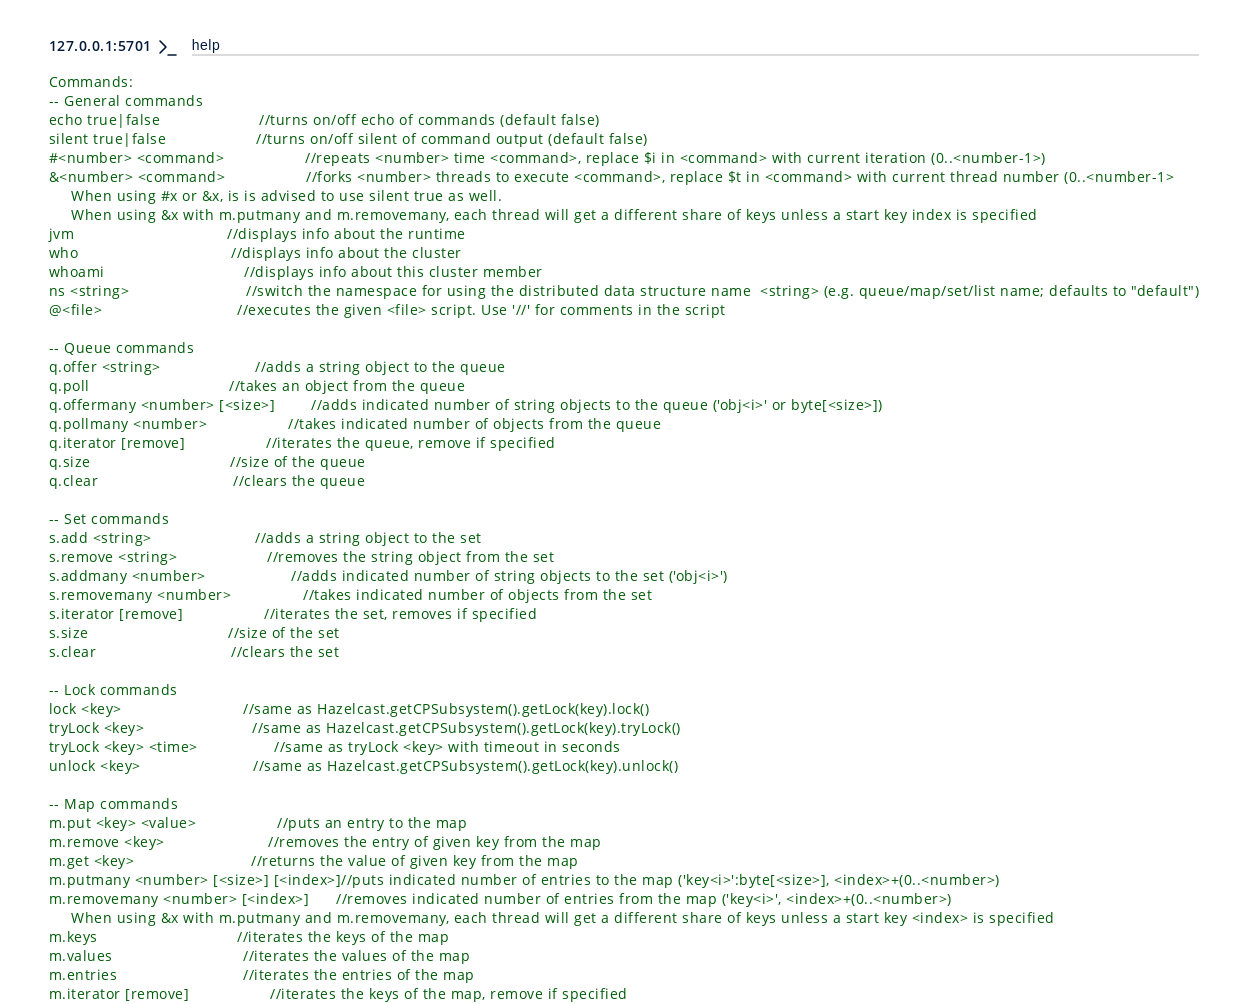 127.0.0.1:5701 >_ help
Commands:
-- General commands
echo true|false //turns on/off echo of commands (default false)
silent true|false //turns on/off silent of command output (default false)
#<number> <command> //repeats <number> time <command>, replace $i in <command> with current iteration (0..<number-1>)
&<number> <command> //forks <number> threads to execute <command>, replace $t in <command> with current thread number (0..<number-1>
When using #x or &x, is is advised to use silent true as well.
When using &x with m.putmany and m.removemany, each thread will get a different share of keys unless a start key index is specified
jvm //displays info about the runtime
who //displays info about the cluster
whoami //displays info about this cluster member
ns <string> //switch the namespace for using the distributed data structure name  <string> (e.g. queue/map/set/list name; defaults to "default")
@<file> //executes the given <file> script. Use '//' for comments in the script
-- Queue commands
q.offer <string> //adds a string object to the queue
q.poll //takes an object from the queue
q.offermany <number> [<size>] //adds indicated number of string objects to the queue ('obj<i>' or byte[<size>])
q.pollmany <number> //takes indicated number of objects from the queue
q.iterator [remove] //iterates the queue, remove if specified
q.size //size of the queue
q.clear //clears the queue
-- Set commands
s.add <string> //adds a string object to the set
s.remove <string> //removes the string object from the set
s.addmany <number> //adds indicated number of string objects to the set ('obj<i>')
s.removemany <number> //takes indicated number of objects from the set
s.iterator [remove] //iterates the set, removes if specified
s.size //size of the set
s.clear //clears the set
-- Lock commands
lock <key> //same as Hazelcast.getCPSubsystem().getLock(key).lock()
tryLock <key> //same as Hazelcast.getCPSubsystem().getLock(key).tryLock()
tryLock <key> <time> //same as tryLock <key> with timeout in seconds
unlock <key> //same as Hazelcast.getCPSubsystem().getLock(key).unlock()
-- Map commands
m.put <key> <value> //puts an entry to the map
m.remove <key> //removes the entry of given key from the map
m.get <key> //returns the value of given key from the map
m.putmany <number> [<size>] [<index>]//puts indicated number of entries to the map ('key<i>':byte[<size>], <index>+(0..<number>)
m.removemany <number> [<index>] //removes indicated number of entries from the map ('key<i>', <index>+(0..<number>)
When using &x with m.putmany and m.removemany, each thread will get a different share of keys unless a start key <index> is specified
m.keys //iterates the keys of the map
m.values //iterates the values of the map
m.entries //iterates the entries of the map
m.iterator [remove] //iterates the keys of the map, remove if specified